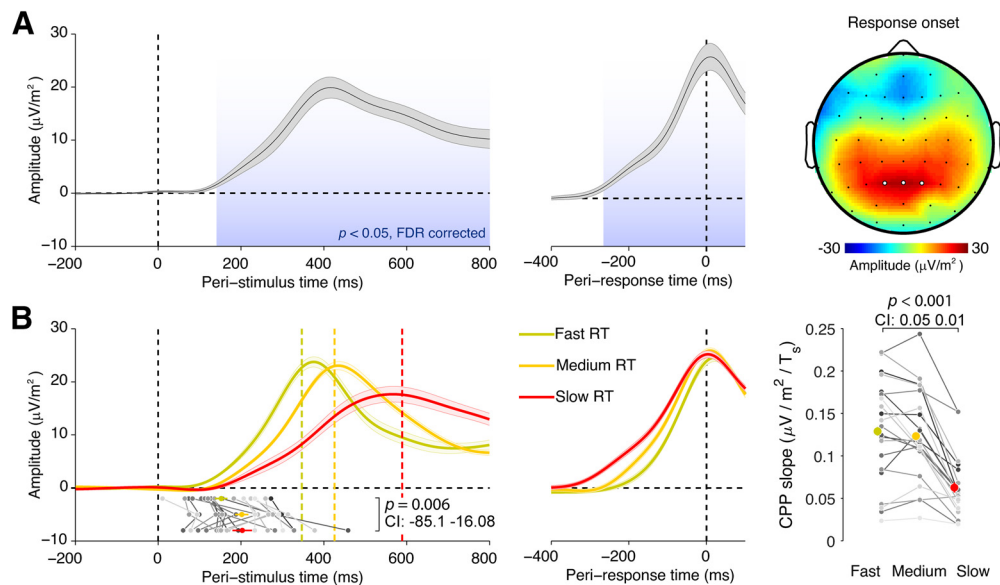 A
Amplitude (µV/m²)
30
20
10
0
−10
p < 0.05, FDR corrected
−200
0
200
400
600
800
Peri−stimulus time (ms)
−400
−200
0
Peri−response time (ms)
Response onset
-30
30
Amplitude (µV/m²)
B
Amplitude (µV/m²)
30
20
10
0
−10
p = 0.006
CI: -85.1 -16.08
−200
0
200
400
600
800
Peri−stimulus time (ms)
Fast RT
Medium RT
Slow RT
−400
−200
0
Peri−response time (ms)
p < 0.001
CI: 0.05 0.01
CPP slope (µV / m² / Ts)
0.25
0.2
0.15
0.1
0.05
0
Fast
Medium
Slow